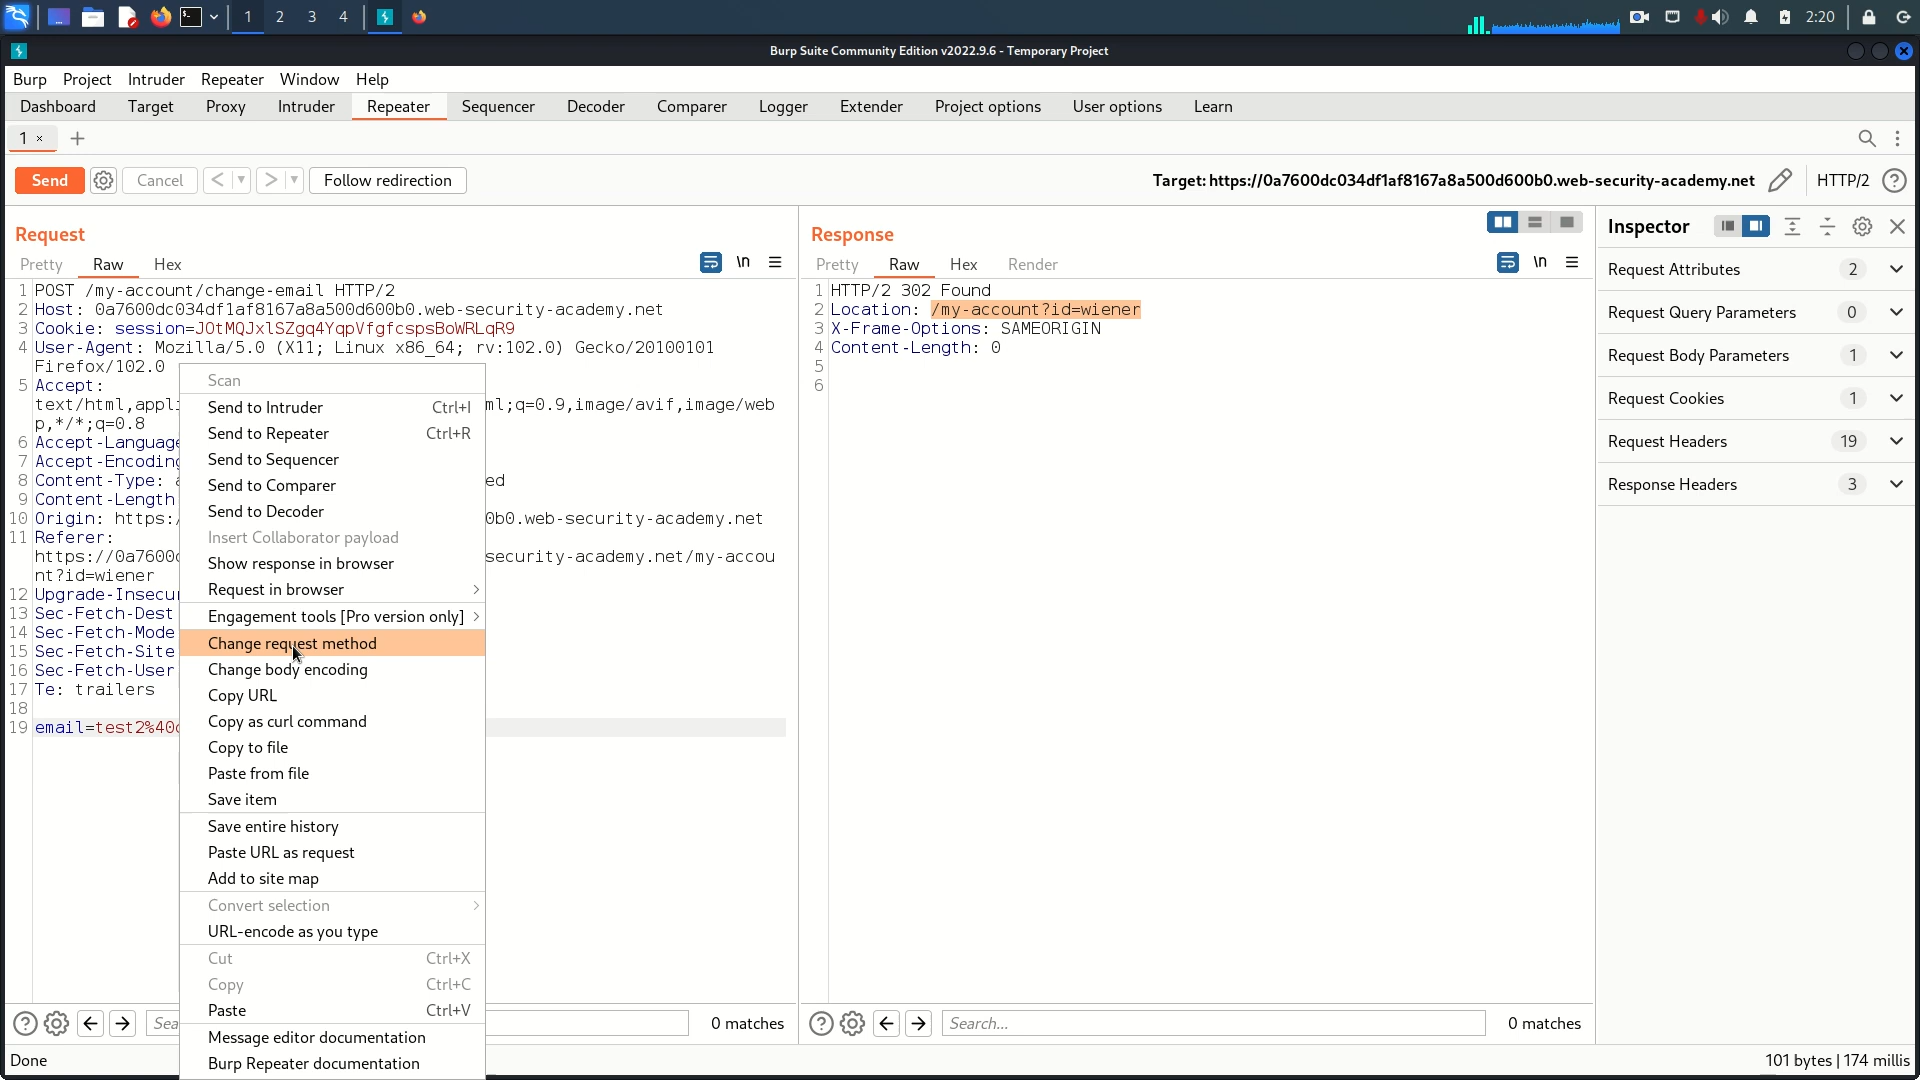 1 2 3 4 2:20
Burp Suite Community Edition v2022.9.6 - Temporary Project
Burp Project Intruder Repeater Window Help
Dashboard Target Proxy Intruder Repeater Sequencer Decoder Comparer Logger Extender Project options User options Learn
1 × +
Send Cancel < > Follow redirection Target: https://0a7600dc034df1af8167a8a500d600b0.web-security-academy.net HTTP/2 ?
Request
Pretty Raw Hex \n
1 POST /my-account/change-email HTTP/2
2 Host: 0a7600dc034df1af8167a8a500d600b0.web-security-academy.net
3 Cookie: session=JOtMQJxlSZgq4YqpVfgfcspsBoWRLqR9
4 User-Agent: Mozilla/5.0 (X11; Linux x86_64; rv:102.0) Gecko/20100101
Firefox/102.0
5 Accept:
text/html,appl ml;q=0.9,image/avif,image/web
p,*/*;q=0.8
6 Accept-Language
7 Accept-Encoding
8 Content-Type: ed
9 Content-Length
10 Origin: https: 0b0.web-security-academy.net
11 Referer:
https://0a7600 security-academy.net/my-accou
nt?id=wiener
12 Upgrade-Insecu
13 Sec-Fetch-Dest
14 Sec-Fetch-Mode
15 Sec-Fetch-Site
16 Sec-Fetch-User
17 Te: trailers
18
19 email=test2%40
Scan
Send to Intruder Ctrl+I
Send to Repeater Ctrl+R
Send to Sequencer
Send to Comparer
Send to Decoder
Insert Collaborator payload
Show response in browser
Request in browser
Engagement tools [Pro version only]
Change request method
Change body encoding
Copy URL
Copy as curl command
Copy to file
Paste from file
Save item
Save entire history
Paste URL as request
Add to site map
Convert selection
URL-encode as you type
Cut Ctrl+X
Copy Ctrl+C
Paste Ctrl+V
Message editor documentation
Burp Repeater documentation
? Sea 0 matches
Response
Pretty Raw Hex Render \n
1 HTTP/2 302 Found
2 Location: /my-account?id=wiener
3 X-Frame-Options: SAMEORIGIN
4 Content-Length: 0
5
6
? Search... 0 matches
Inspector
Request Attributes 2
Request Query Parameters 0
Request Body Parameters 1
Request Cookies 1
Request Headers 19
Response Headers 3
Done 101 bytes | 174 millis